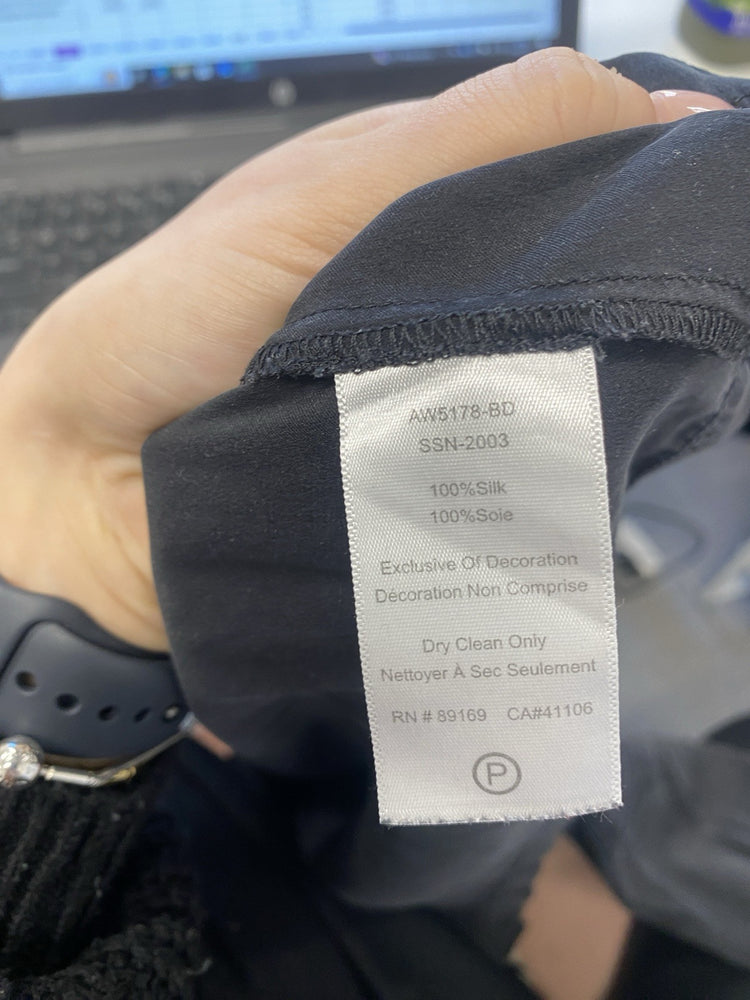 AW5178-BD
SSN-2003
100%Silk
100%Soie
Exclusive Of Decoration
Décoration Non Comprise
Dry Clean Only
Nettoyer À Sec Seulement
RN # 89169 CA#41106
P